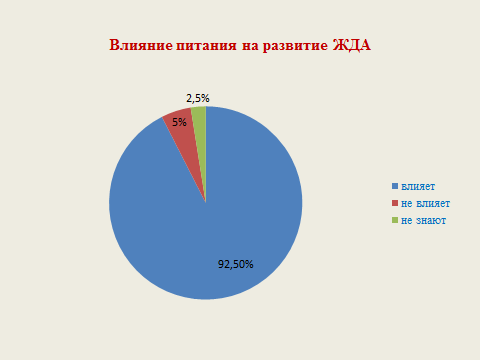 Влияние питания на развитие ЖДА
2,5%
5%
92,50%
влияет
не влияет
не знают